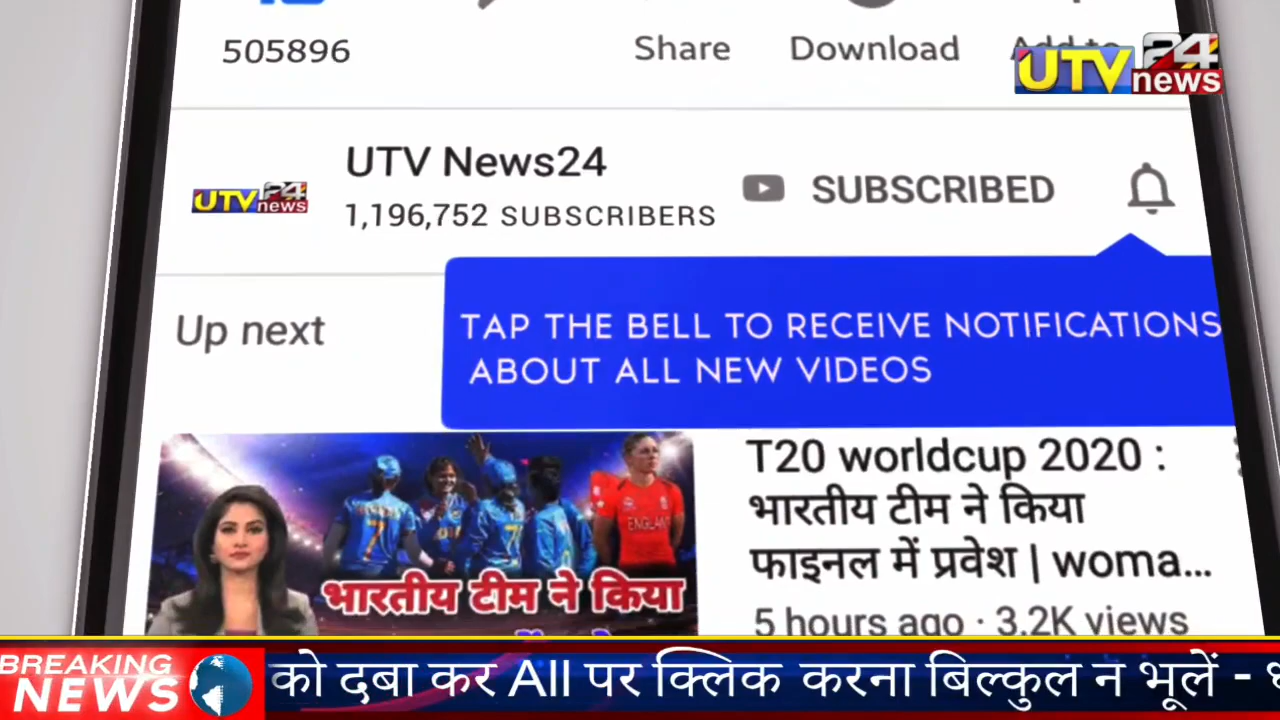 505896
Share
Download
UTV 24 news
UTV News24
1,196,752 SUBSCRIBERS
SUBSCRIBED
UTV 24 news
TAP THE BELL TO RECEIVE NOTIFICATIONS
ABOUT ALL NEW VIDEOS
Up next
7
ENGLAND
भारतीय टीम ने किया
T20 worldcup 2020 :
भारतीय टीम ने किया
फाइनल में प्रवेश | woma...
5 hours ago · 3.2K views
BREAKING
NEWS
को दबा कर All पर क्लिक करना बिल्कुल न भूलें -